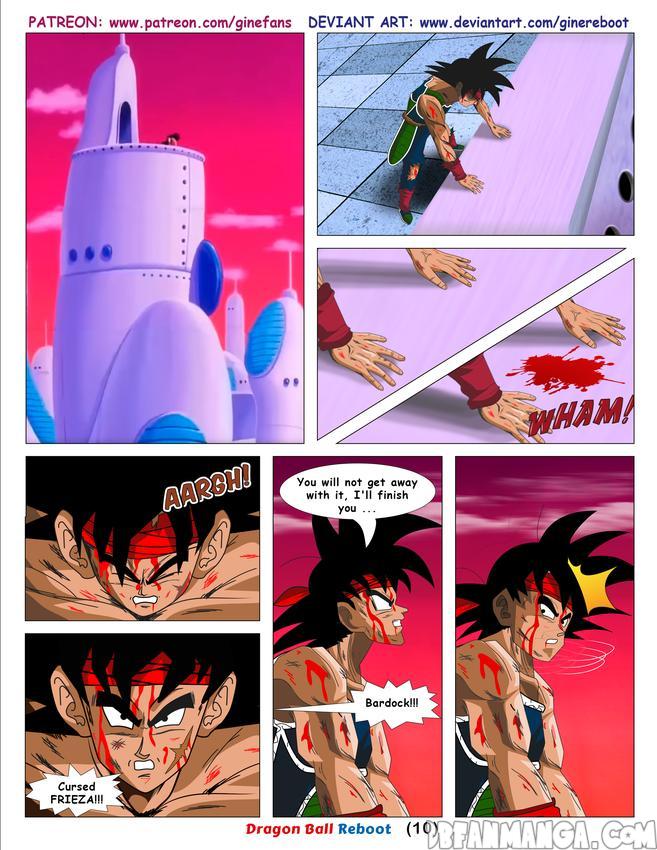 PATREON: www.patreon.com/ginefans DEVIANT ART: www.deviantart.com/ginereboot
WHAM!
AARGH!
You will not get away
with it, I'll finish
you ...
Cursed
FRIEZA!!!
Bardock!!!
Dragon Ball Reboot (10)
DBFANMANGA.COM